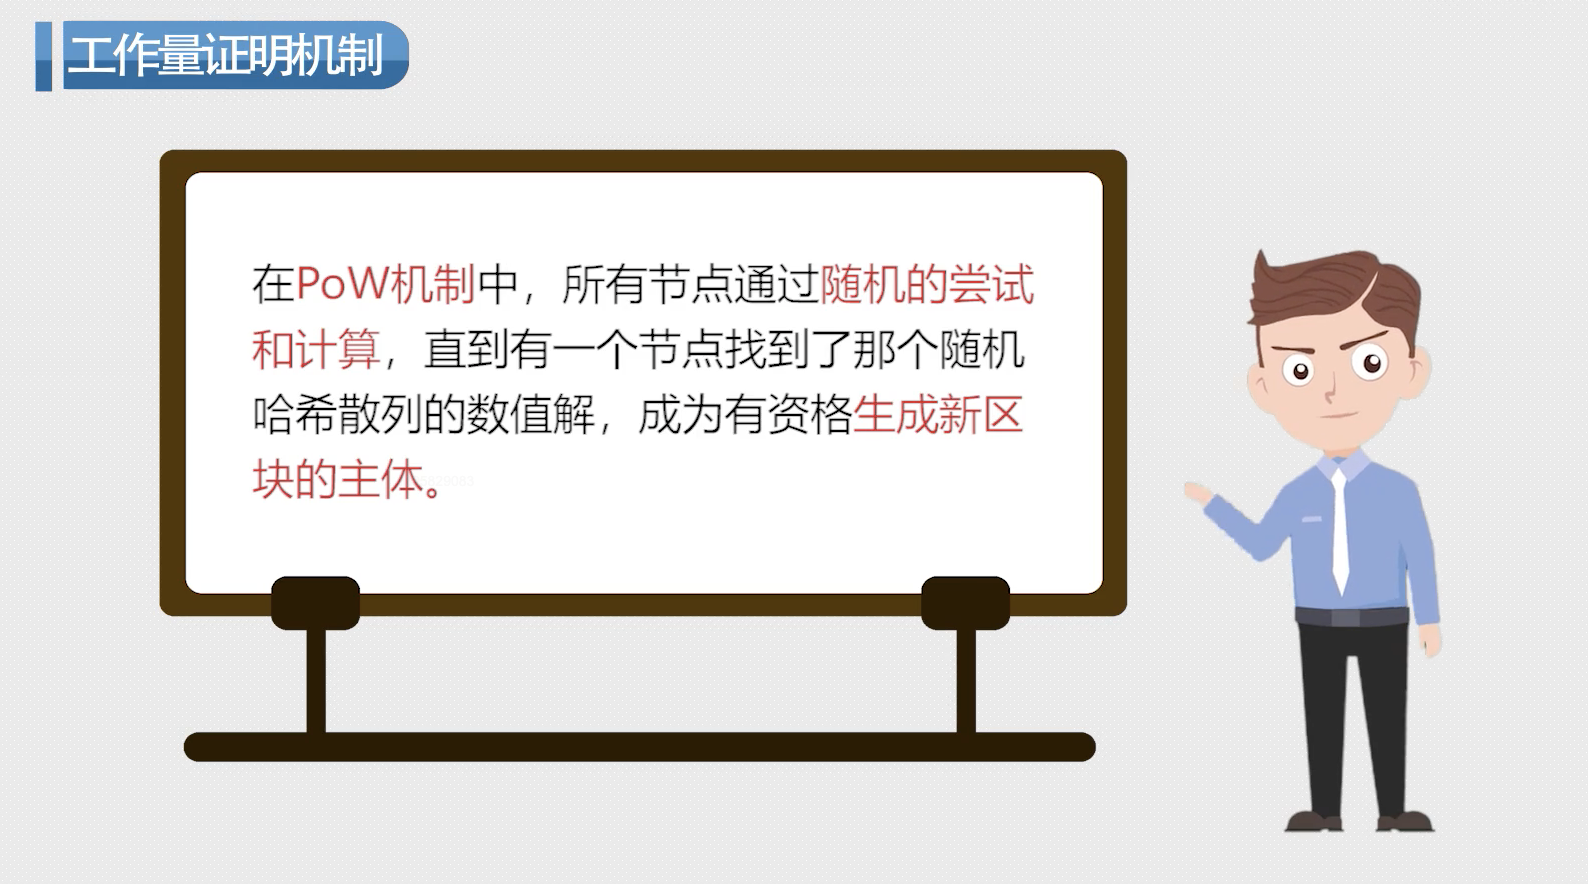 工作量证明机制
在PoW机制中，所有节点通过随机的尝试
和计算，直到有一个节点找到了那个随机
哈希散列的数值解，成为有资格生成新区
块的主体。